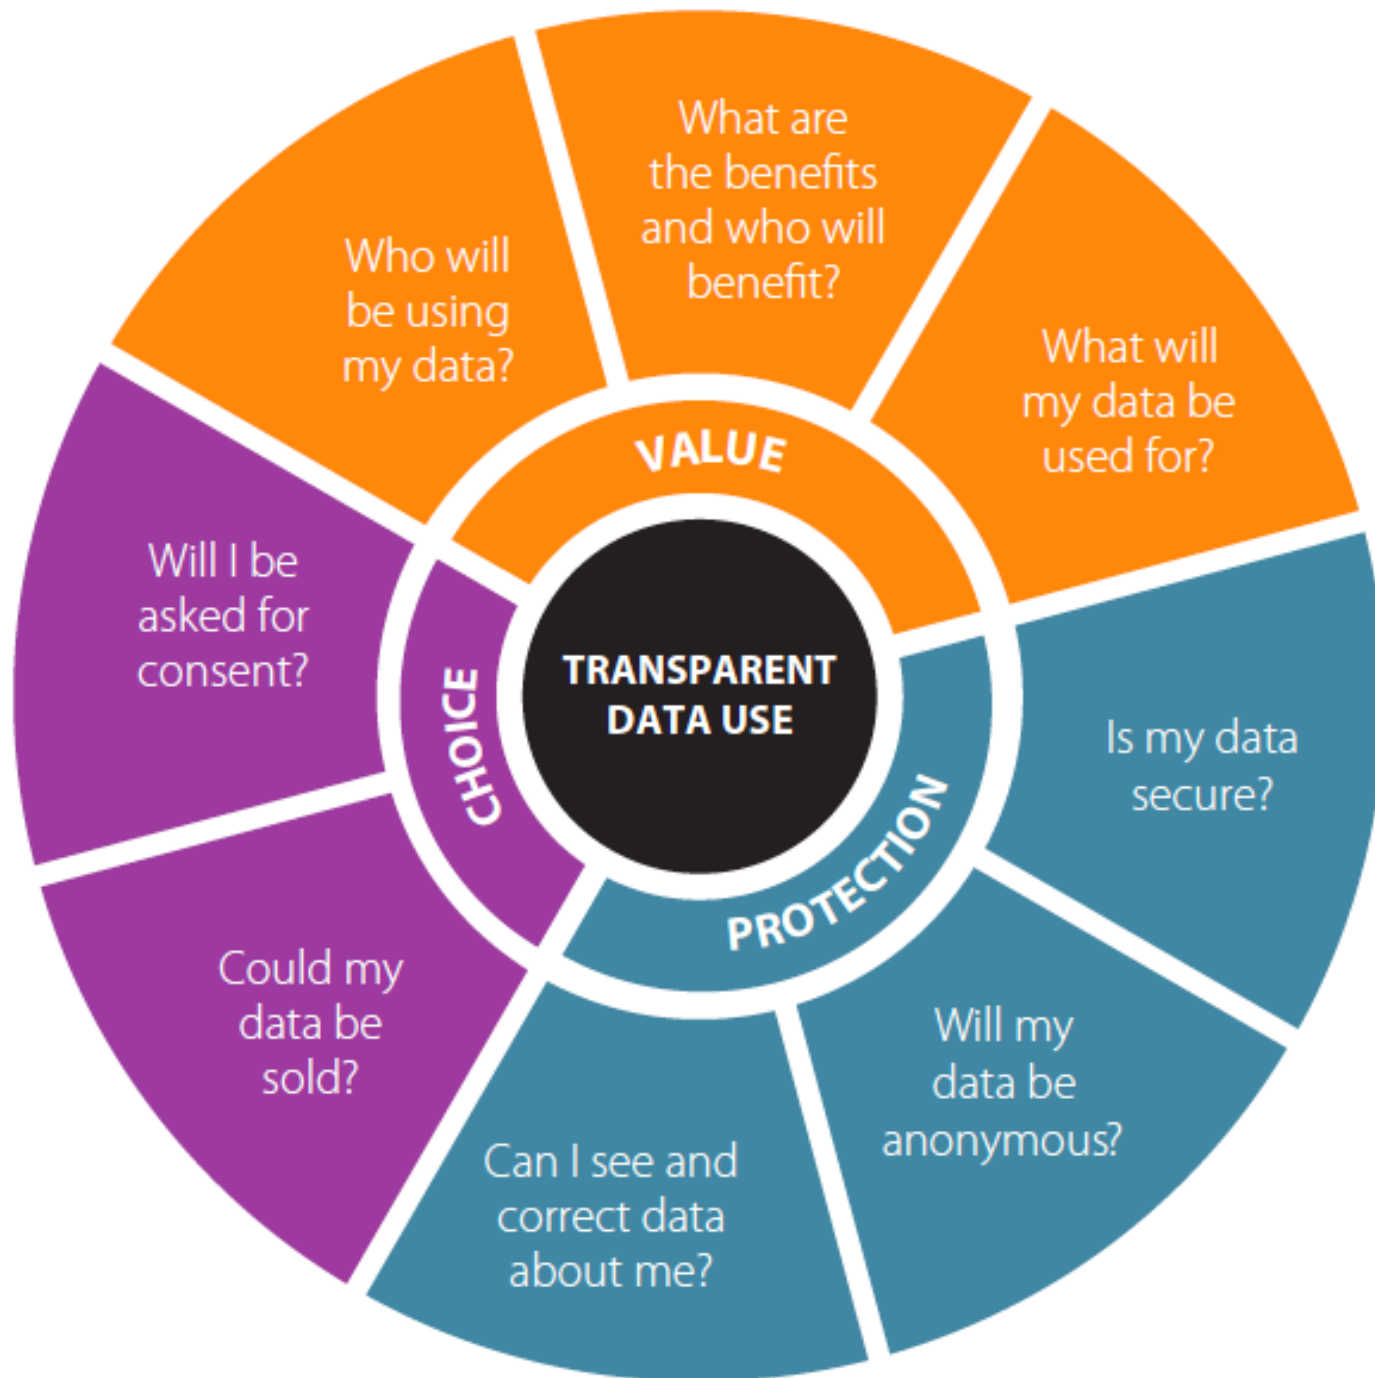 What are
the benefits
and who will
benefit?
Who will
be using
my data?
What will
my data be
used for?
VALUE
Will I be
asked for
consent?
CHOICE
TRANSPARENT
DATA USE
Is my data
secure?
PROTECTION
Could my
data be
sold?
Will my
data be
anonymous?
Can I see and
correct data
about me?